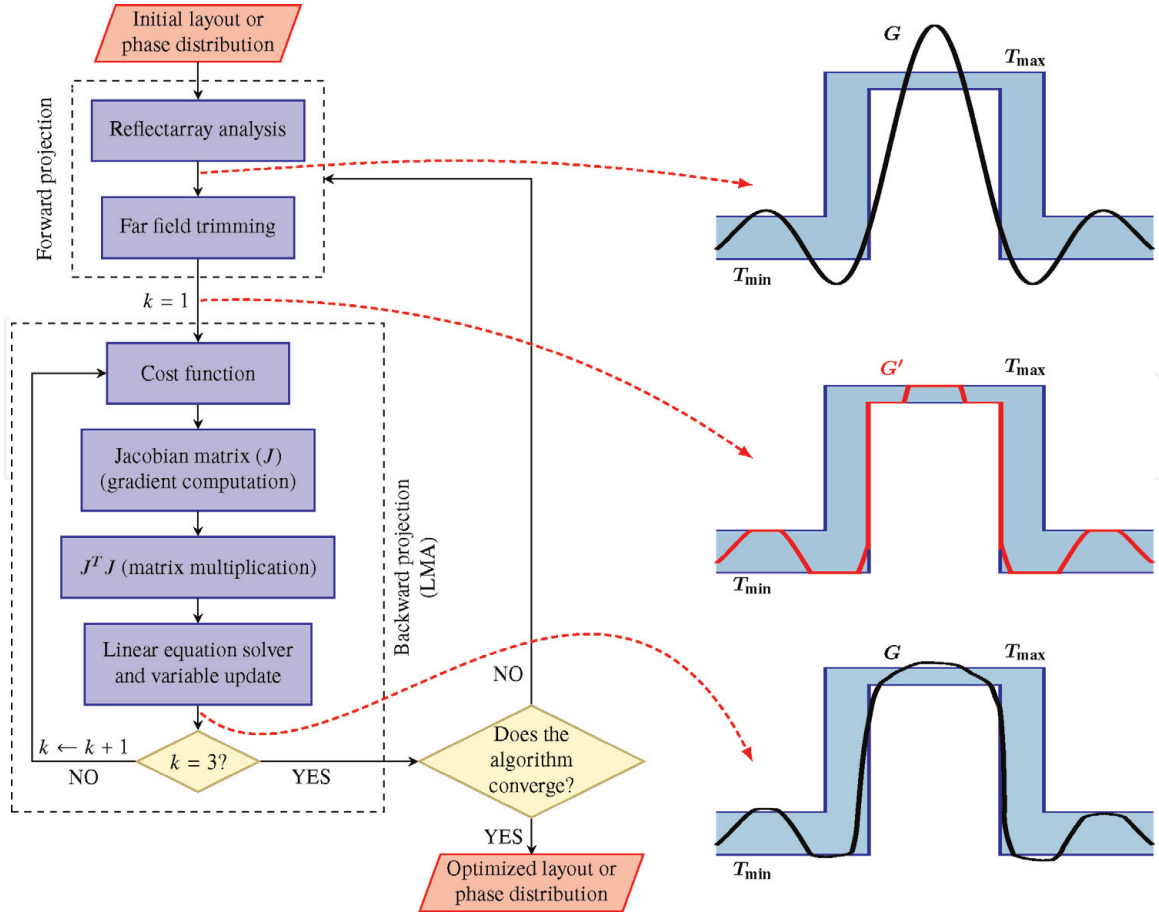 Initial layout or
phase distribution
Forward projection
Reflectarray analysis
Far field trimming
k = 1
Cost function
Jacobian matrix (J)
(gradient computation)
J^T J (matrix multiplication)
Linear equation solver
and variable update
Backward projection
(LMA)
k ← k + 1
NO
k = 3?
YES
NO
Does the
algorithm
converge?
YES
Optimized layout or
phase distribution
G
T_max
T_min
G′
T_max
T_min
G
T_max
T_min